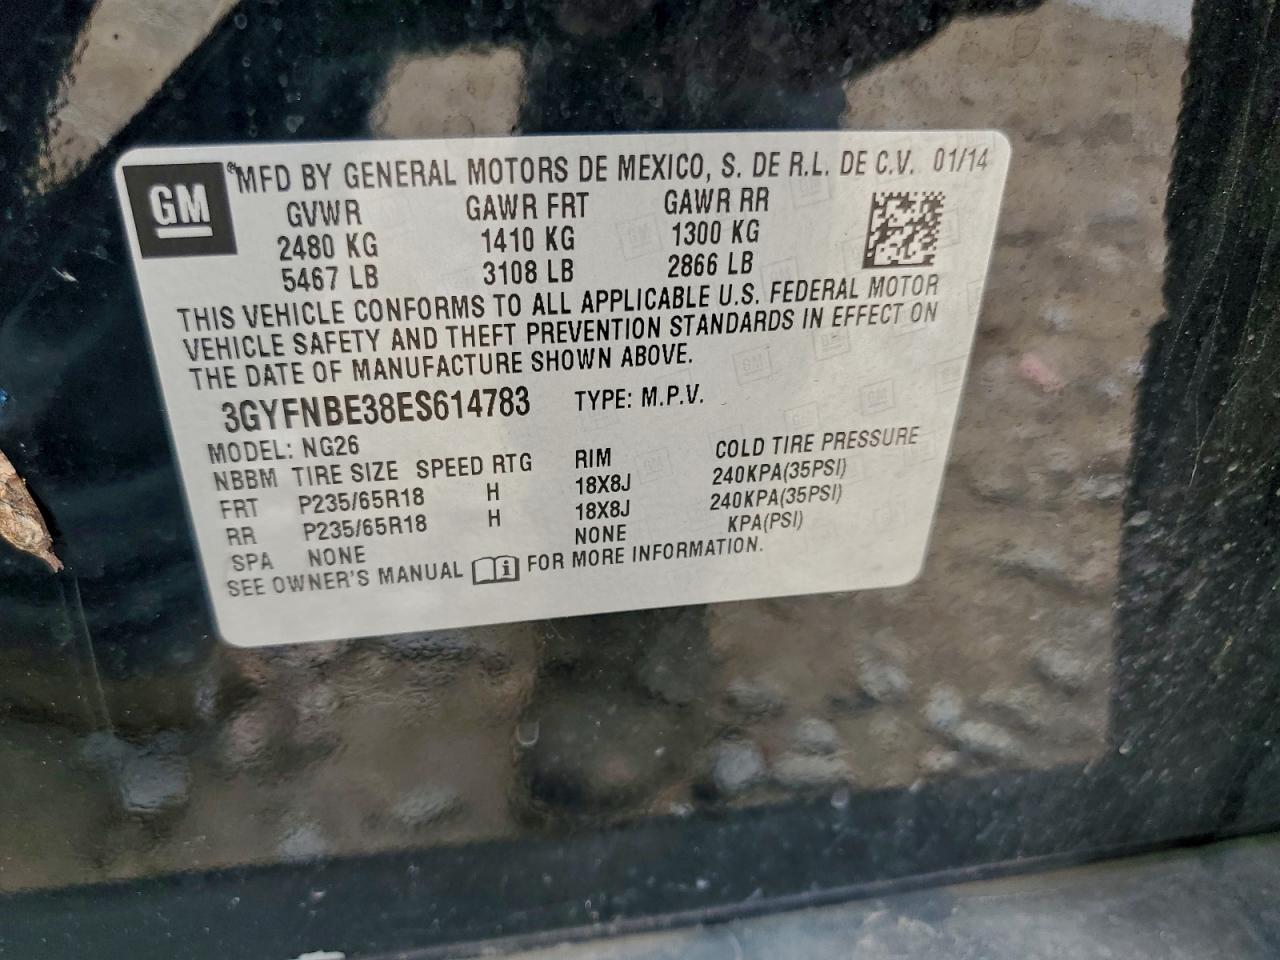 GM
MFD BY GENERAL MOTORS DE MEXICO, S. DE R.L. DE C.V. 01/14
GVWR GAWR FRT GAWR RR
2480 KG 1410 KG 1300 KG
5467 LB 3108 LB 2866 LB
THIS VEHICLE CONFORMS TO ALL APPLICABLE U.S. FEDERAL MOTOR
VEHICLE SAFETY AND THEFT PREVENTION STANDARDS IN EFFECT ON
THE DATE OF MANUFACTURE SHOWN ABOVE.
3GYFNBE38ES614783 TYPE: M.P.V.
MODEL: NG26
NBBM TIRE SIZE SPEED RTG RIM COLD TIRE PRESSURE
FRT P235/65R18 H 18X8J 240KPA(35PSI)
RR P235/65R18 H 18X8J 240KPA(35PSI)
SPA NONE NONE KPA(PSI)
SEE OWNER'S MANUAL FOR MORE INFORMATION.